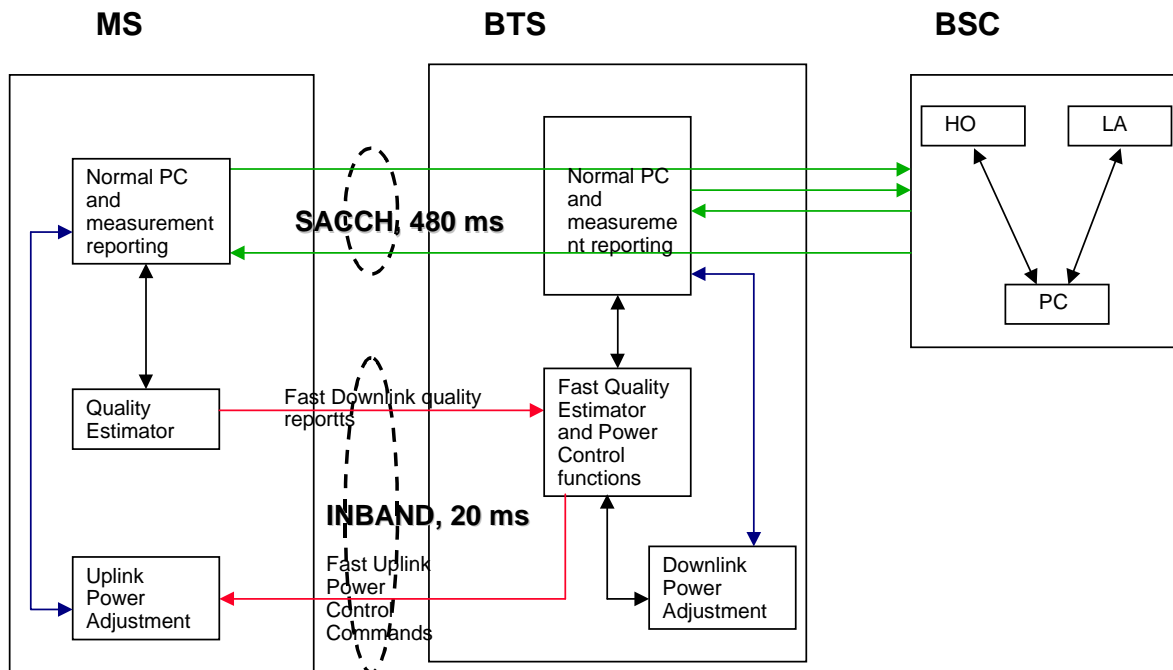 MS
BTS
BSC
HO
LA
Normal PC
and
measurement
reporting
SACCH, 480 ms
Normal PC
and
measureme
nt reporting
PC
Quality
Estimator
Fast Downlink quality
reportts
Fast Quality
Estimator
and Power
Control
functions
INBAND, 20 ms
Uplink
Power
Adjustment
Fast Uplink
Power
Control
Commands
Downlink
Power
Adjustment